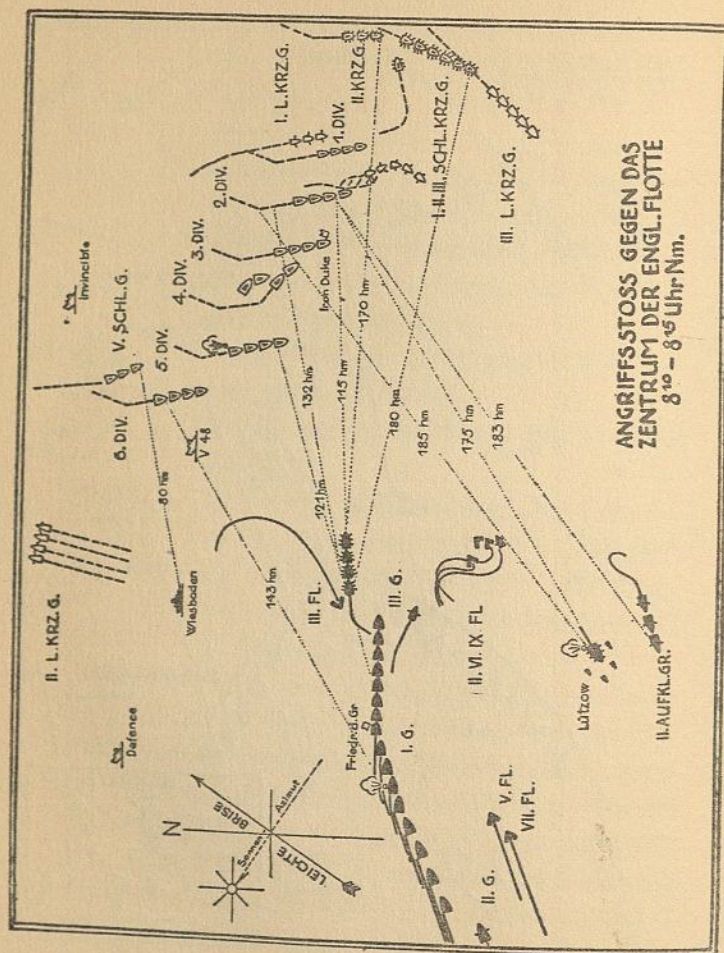 I. L. KRZ. G.
II. KRZ. G.
1. DIV.
2. DIV.
3. DIV.
4. DIV.
5. DIV.
6. DIV.
V. SCHL. G.
Invincible
I. II. III. SCHL. KRZ. G.
III. L. KRZ. G.
Duke
V 48
II. L. KRZ. G.
Wiesbaden
80 hm
143 hm
132 hm
121 hm
115 hm
170 hm
180 hm
185 hm
175 hm
183 hm
Defence
III. FL.
III. G.
II. VI. IX. FL
Friedr. d. Gr
I. G.
Lützow
II. AUFKL. GR.
N
Sonnen
Azimut
LEICHTE BRISE
II. G.
V. FL.
VII. FL.
ANGRIFFSSTOSS GEGEN DAS
ZENTRUM DER ENGL. FLOTTE
8¹⁰ – 8¹⁵ Uhr Nm.